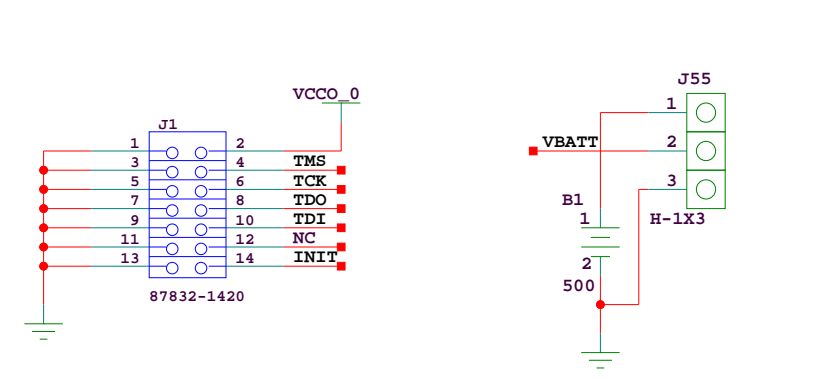 VCCO_0
J1
1 2
3 4 TMS
5 6 TCK
7 8 TDO
9 10 TDI
11 12 NC
13 14 INIT
87832-1420
J55
1
VBATT 2
3
B1
1 H-1X3
2
500